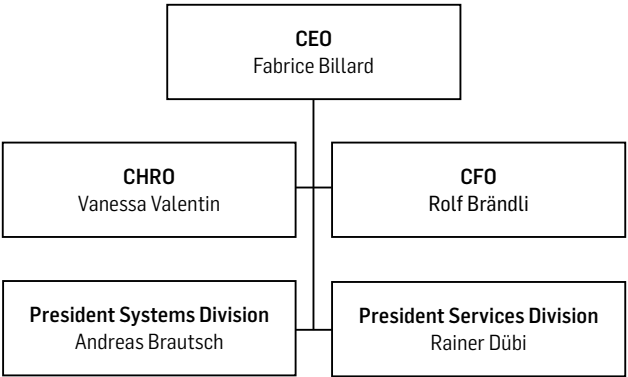 CEO
Fabrice Billard
CHRO
Vanessa Valentin
CFO
Rolf Brändli
President Systems Division
Andreas Brautsch
President Services Division
Rainer Dübi